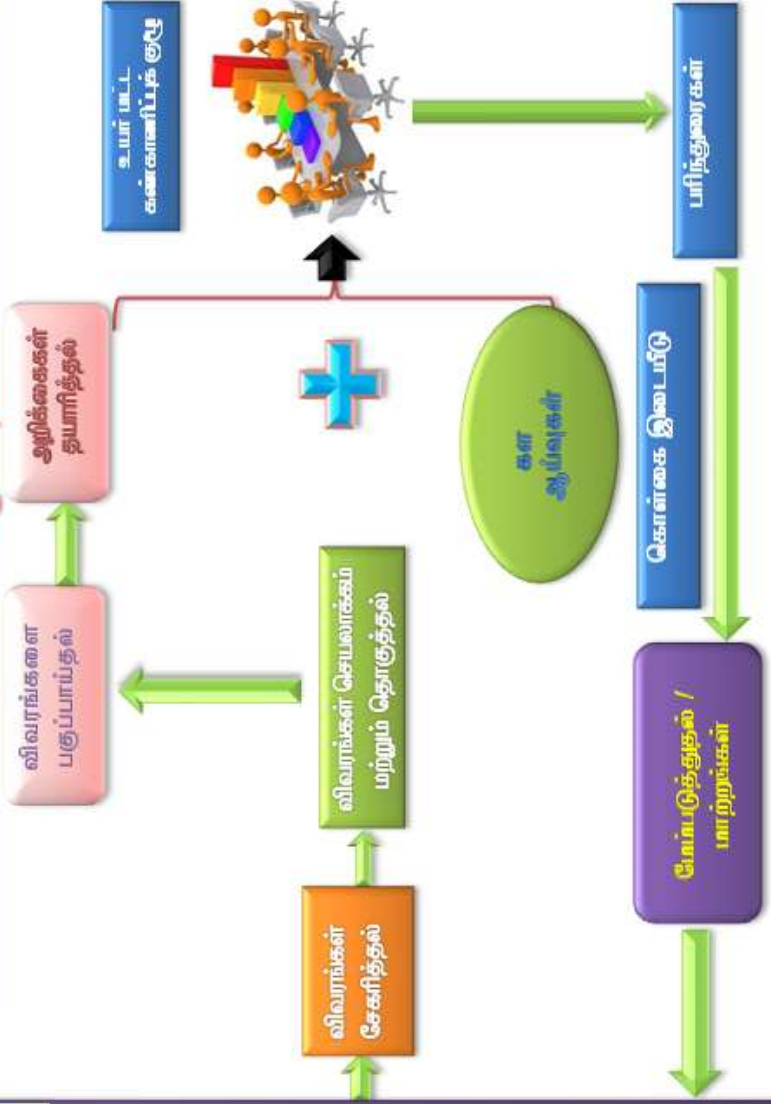 விவரங்கள்
சேகரித்தல்
விவரங்கள் செயலாக்கம்
மற்றும் தொகுத்தல்
விவரங்களை
பகுப்பாய்தல்
அறிக்கைகள்
தயாரித்தல்
கள
ஆய்வுகள்
உயர் மட்ட
கண்காணிப்புக் குழு
பரிந்துரைகள்
கொள்கை இடையீடு
மேம்படுத்துதல் /
மாற்றங்கள்